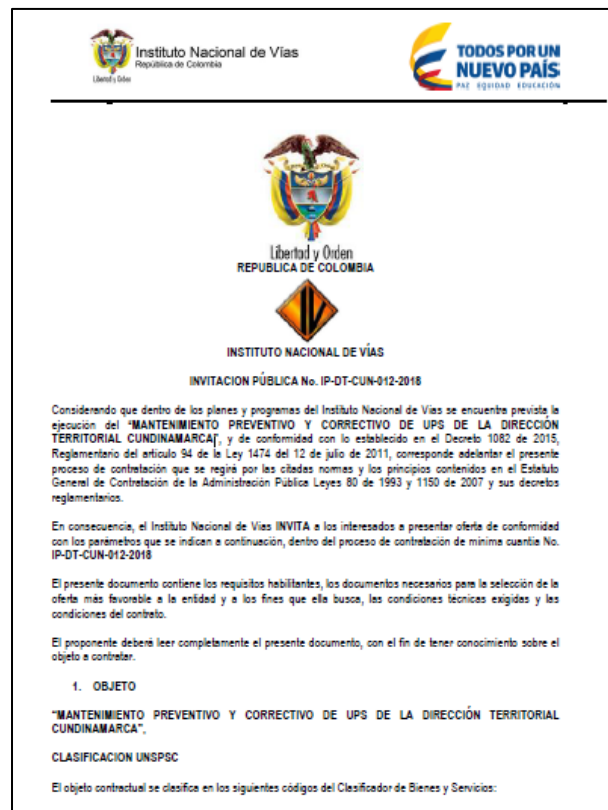 Instituto Nacional de Vías
República de Colombia
Libertad y Orden
TODOS POR UN
NUEVO PAÍS
PAZ EQUIDAD EDUCACIÓN
Libertad y Orden
REPUBLICA DE COLOMBIA
INSTITUTO NACIONAL DE VÍAS
INVITACION PÚBLICA No. IP-DT-CUN-012-2018
Considerando que dentro de los planes y programas del Instituto Nacional de Vías se encuentra prevista la
ejecución del “MANTENIMIENTO PREVENTIVO Y CORRECTIVO DE UPS DE LA DIRECCIÓN
TERRITORIAL CUNDINAMARCA”, y de conformidad con lo establecido en el Decreto 1082 de 2015,
Reglamentario del artículo 94 de la Ley 1474 del 12 de julio de 2011, corresponde adelantar el presente
proceso de contratación que se regirá por las citadas normas y los principios contenidos en el Estatuto
General de Contratación de la Administración Pública Leyes 80 de 1993 y 1150 de 2007 y sus decretos
reglamentarios.
En consecuencia, el Instituto Nacional de Vías INVITA a los interesados a presentar oferta de conformidad
con los parámetros que se indican a continuación, dentro del proceso de contratación de mínima cuantía No.
IP-DT-CUN-012-2018
El presente documento contiene los requisitos habilitantes, los documentos necesarios para la selección de la
oferta más favorable a la entidad y a los fines que ella busca, las condiciones técnicas exigidas y las
condiciones del contrato.
El proponente deberá leer completamente el presente documento, con el fin de tener conocimiento sobre el
objeto a contratar.
1. OBJETO
“MANTENIMIENTO PREVENTIVO Y CORRECTIVO DE UPS DE LA DIRECCIÓN TERRITORIAL
CUNDINAMARCA”,
CLASIFICACION UNSPSC
El objeto contractual se clasifica en los siguientes códigos del Clasificador de Bienes y Servicios: